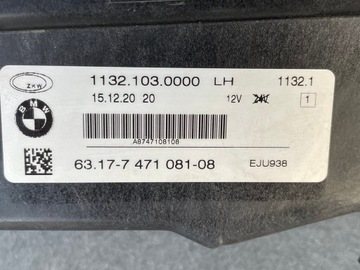 ZKW
1132.103.0000 LH 1132.1
BMW
15.12.20 20 12V 1
A8747108108
63.17-7 471 081-08 EJU938